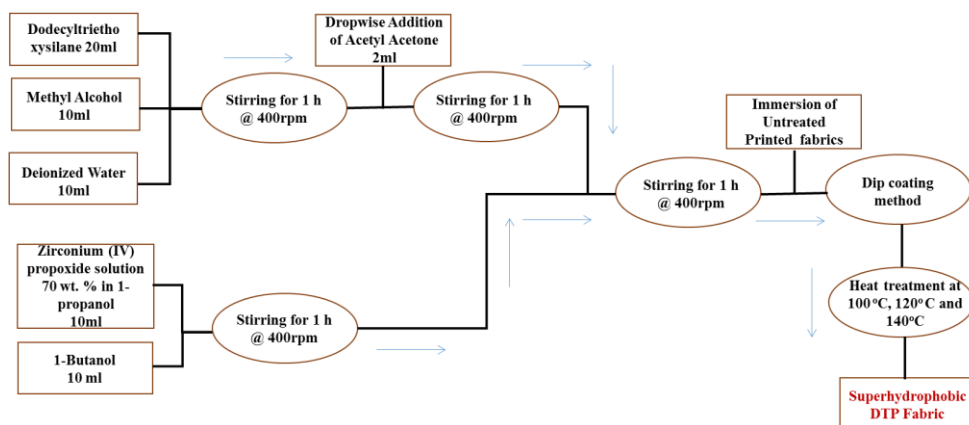 Dodecyltrietho
xysilane 20ml
Methyl Alcohol
10ml
Deionized Water
10ml
Stirring for 1 h
@ 400rpm
Dropwise Addition
of Acetyl Acetone
2ml
Stirring for 1 h
@ 400rpm
Zirconium (IV)
propoxide solution
70 wt. % in 1-
propanol
10ml
1-Butanol
10 ml
Stirring for 1 h
@ 400rpm
Stirring for 1 h
@ 400rpm
Immersion of
Untreated
Printed fabrics
Dip coating
method
Heat treatment at
100°C, 120°C and
140°C
Superhydrophobic
DTP Fabric